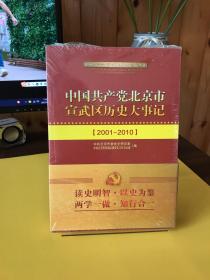 中国共产党北京市
宣武区历史大事记
【2001~2010】
读史明智·以史为鉴
两学一做·知行合一